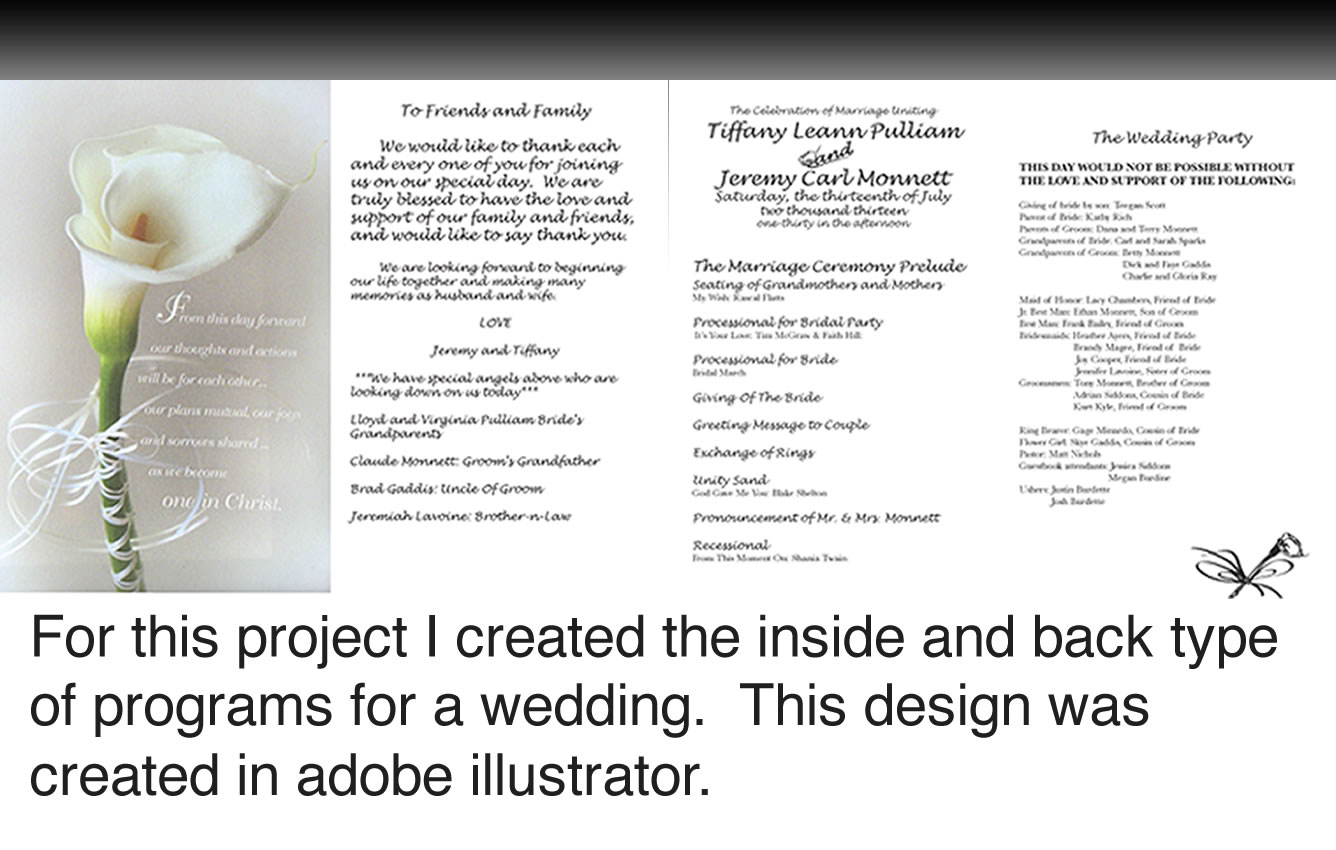 From this day forward
our thoughts and actions
will be for each other...
our plans mutual, our joys
and sorrows shared ...
as we become
one in Christ.
To Friends and Family
We would like to thank each
and every one of you for joining
us on our special day. We are
truly blessed to have the love and
support of our family and friends,
and would like to say thank you.
We are looking forward to beginning
our life together and making many
memories as husband and wife.
LOVE
Jeremy and Tiffany
***We have special angels above who are
looking down on us today***
Lloyd and Virginia Pulliam Bride's
Grandparents
Claude Monnett: Groom's Grandfather
Brad Gaddis: Uncle Of Groom
Jeremiah Lavoine: Brother-n-Law
The Celebration of Marriage Uniting
Tiffany Leann Pulliam
and
Jeremy Carl Monnett
Saturday, the thirteenth of July
two thousand thirteen
one-thirty in the afternoon
The Marriage Ceremony Prelude
Seating of Grandmothers and Mothers
My Wish: Rascal Flatts
Processional for Bridal Party
It's Your Love: Tim McGraw & Faith Hill
Processional for Bride
Bridal March
Giving Of The Bride
Greeting Message to Couple
Exchange of Rings
Unity Sand
God Gave Me You: Blake Shelton
Pronouncement of Mr. & Mrs. Monnett
Recessional
From This Moment On: Shania Twain
The Wedding Party
THIS DAY WOULD NOT BE POSSIBLE WITHOUT
THE LOVE AND SUPPORT OF THE FOLLOWING:
Giving of bride by son: Teegan Scott
Parent of Bride: Kathy Rich
Parents of Groom: Dana and Terry Monnett
Grandparents of Bride: Carl and Sarah Sparks
Grandparents of Groom: Betty Monnett
Dick and Faye Gaddis
Charlie and Gloria Ray
Maid of Honor: Lacy Chambers, Friend of Bride
Jr. Best Man: Ethan Monnett, Son of Groom
Best Man: Frank Bailey, Friend of Groom
Bridesmaids: Heather Ayers, Friend of Bride
Brandy Magee, Friend of Bride
Joy Cooper, Friend of Bride
Jennifer Lavoine, Sister of Groom
Groomsmen: Tony Monnett, Brother of Groom
Adrian Siddons, Cousin of Bride
Kurt Kyle, Friend of Groom
Ring Bearer: Gage Menardo, Cousin of Bride
Flower Girl: Skye Gaddis, Cousin of Groom
Pastor: Matt Nichols
Guestbook attendants: Jessica Siddons
Megan Burdine
Ushers: Justin Burdette
Josh Burdette
For this project I created the inside and back type
of programs for a wedding. This design was
created in adobe illustrator.